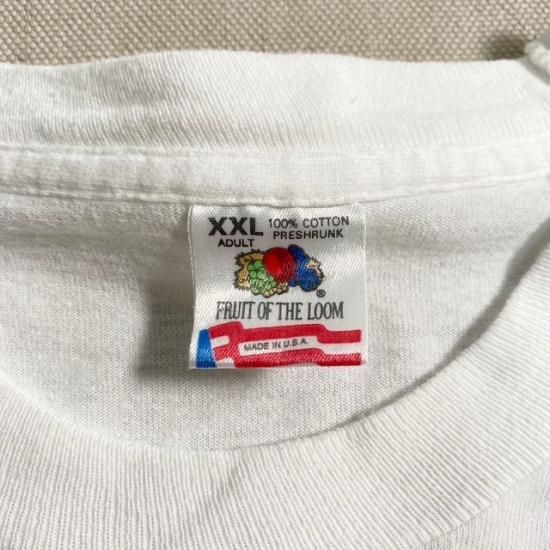 XXL 100% COTTON
ADULT PRESHRUNK
®
FRUIT OF THE LOOM
MADE IN U.S.A.